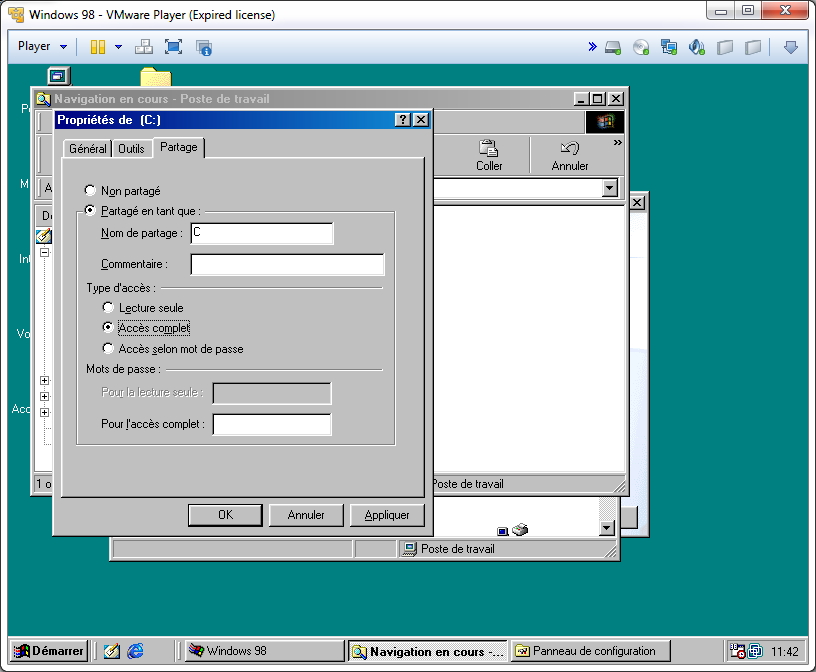 Windows 98 - VMware Player (Expired license)
Player
Navigation en cours - Poste de travail
Propriétés de (C:)
Général
Outils
Partage
Coller
Annuler
Non partagé
Partagé en tant que :
Nom de partage :
C
Commentaire :
Type d'accès :
Lecture seule
Accès complet
Accès selon mot de passe
Mots de passe :
Pour la lecture seule :
Pour l'accès complet :
OK
Annuler
Appliquer
Poste de travail
Poste de travail
Démarrer
Windows 98
Navigation en cours -...
Panneau de configuration
11:42